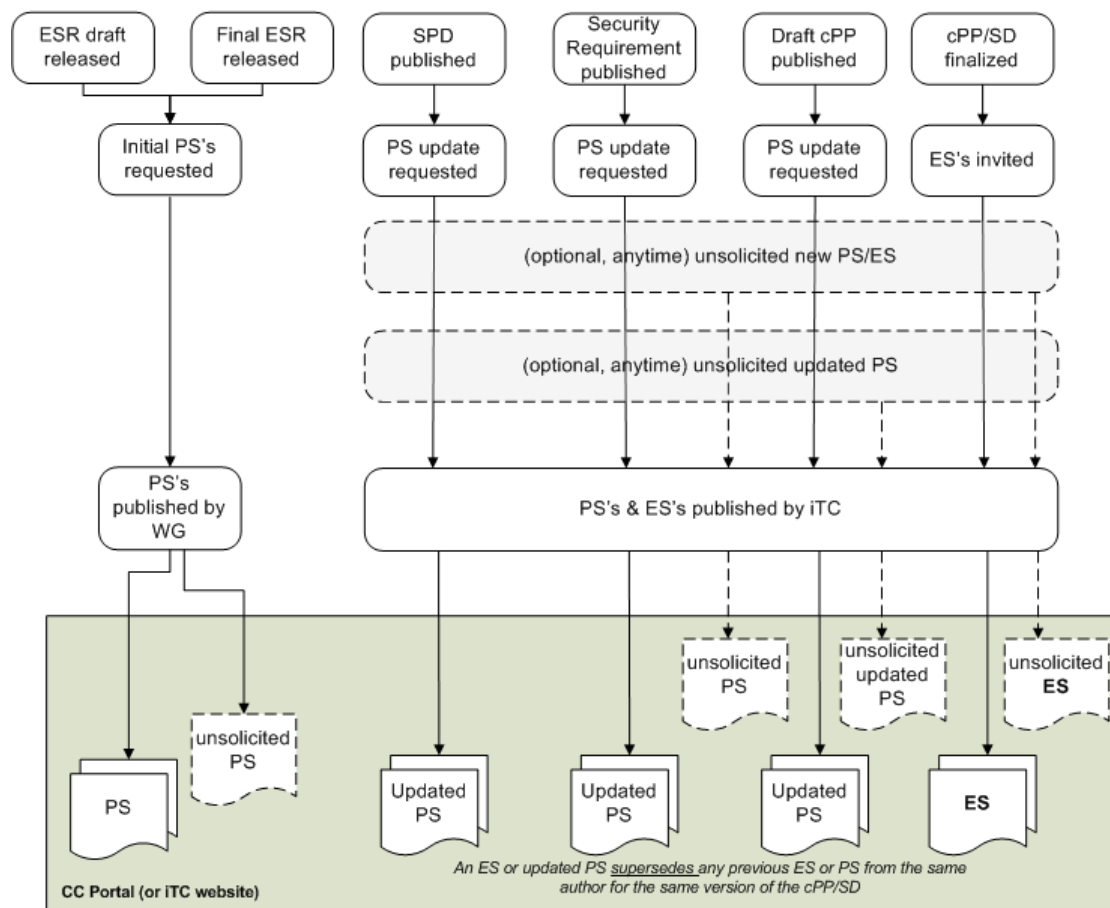 ESR draft
released
Final ESR
released
SPD
published
Security
Requirement
published
Draft cPP
published
cPP/SD
finalized
Initial PS's
requested
PS update
requested
PS update
requested
PS update
requested
ES's invited
(optional, anytime) unsolicited new PS/ES
(optional, anytime) unsolicited updated PS
PS's
published by
WG
PS's & ES's published by iTC
unsolicited
PS
unsolicited
updated
PS
unsolicited
ES
unsolicited
PS
PS
Updated
PS
Updated
PS
Updated
PS
ES
An ES or updated PS supersedes any previous ES or PS from the same
author for the same version of the cPP/SD
CC Portal (or iTC website)